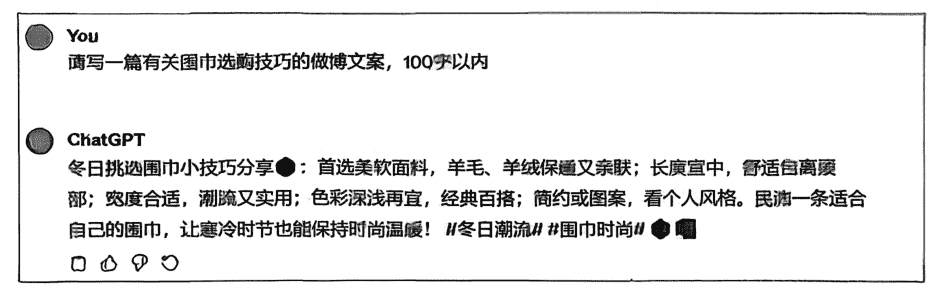 You
请写一篇有关围巾选购技巧的微博文案，100字以内
ChatGPT
冬日挑选围巾小技巧分享：首选柔软面料，羊毛、羊绒保暖又亲肤；长度宜中，舒适包裹颈
部；宽度合适，潮流又实用；色彩深浅再宜，经典百搭；简约或图案，看个人风格。一条适合
自己的围巾，让寒冷时节也能保持时尚温暖！#冬日潮流# #围巾时尚#